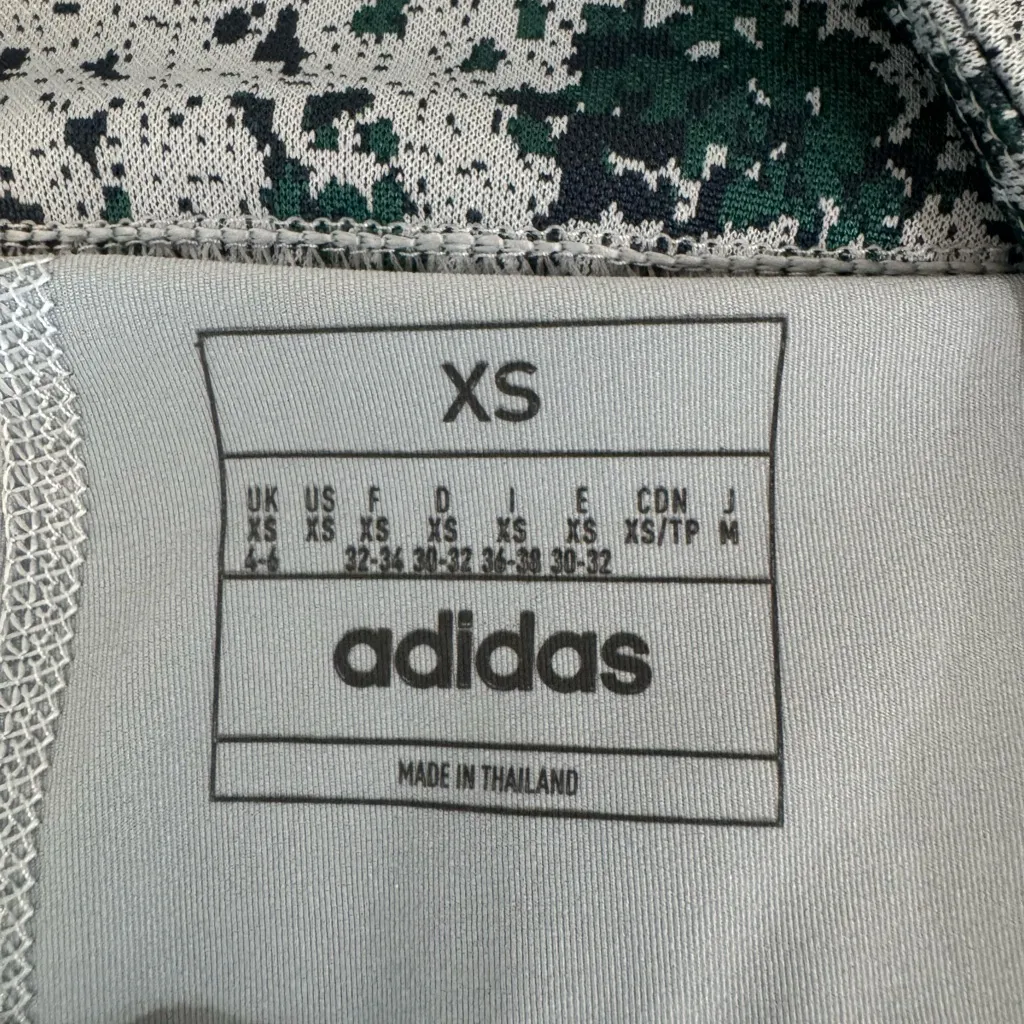 XS
UK US F D I E CDN J
XS XS XS XS XS XS XS/TP M
4-6 32-34 30-32 36-38 30-32
adidas
MADE IN THAILAND